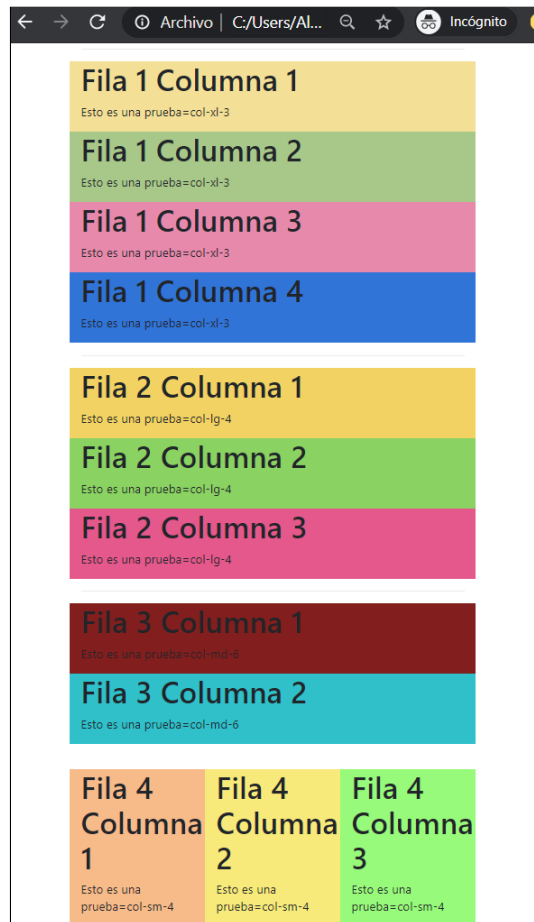 Archivo | C:/Users/Al... Incógnito
Fila 1 Columna 1
Esto es una prueba=col-xl-3
Fila 1 Columna 2
Esto es una prueba=col-xl-3
Fila 1 Columna 3
Esto es una prueba=col-xl-3
Fila 1 Columna 4
Esto es una prueba=col-xl-3
Fila 2 Columna 1
Esto es una prueba=col-lg-4
Fila 2 Columna 2
Esto es una prueba=col-lg-4
Fila 2 Columna 3
Esto es una prueba=col-lg-4
Fila 3 Columna 1
Esto es una prueba=col-md-6
Fila 3 Columna 2
Esto es una prueba=col-md-6
Fila 4
Columna
1
Esto es una
prueba=col-sm-4
Fila 4
Columna
2
Esto es una
prueba=col-sm-4
Fila 4
Columna
3
Esto es una
prueba=col-sm-4